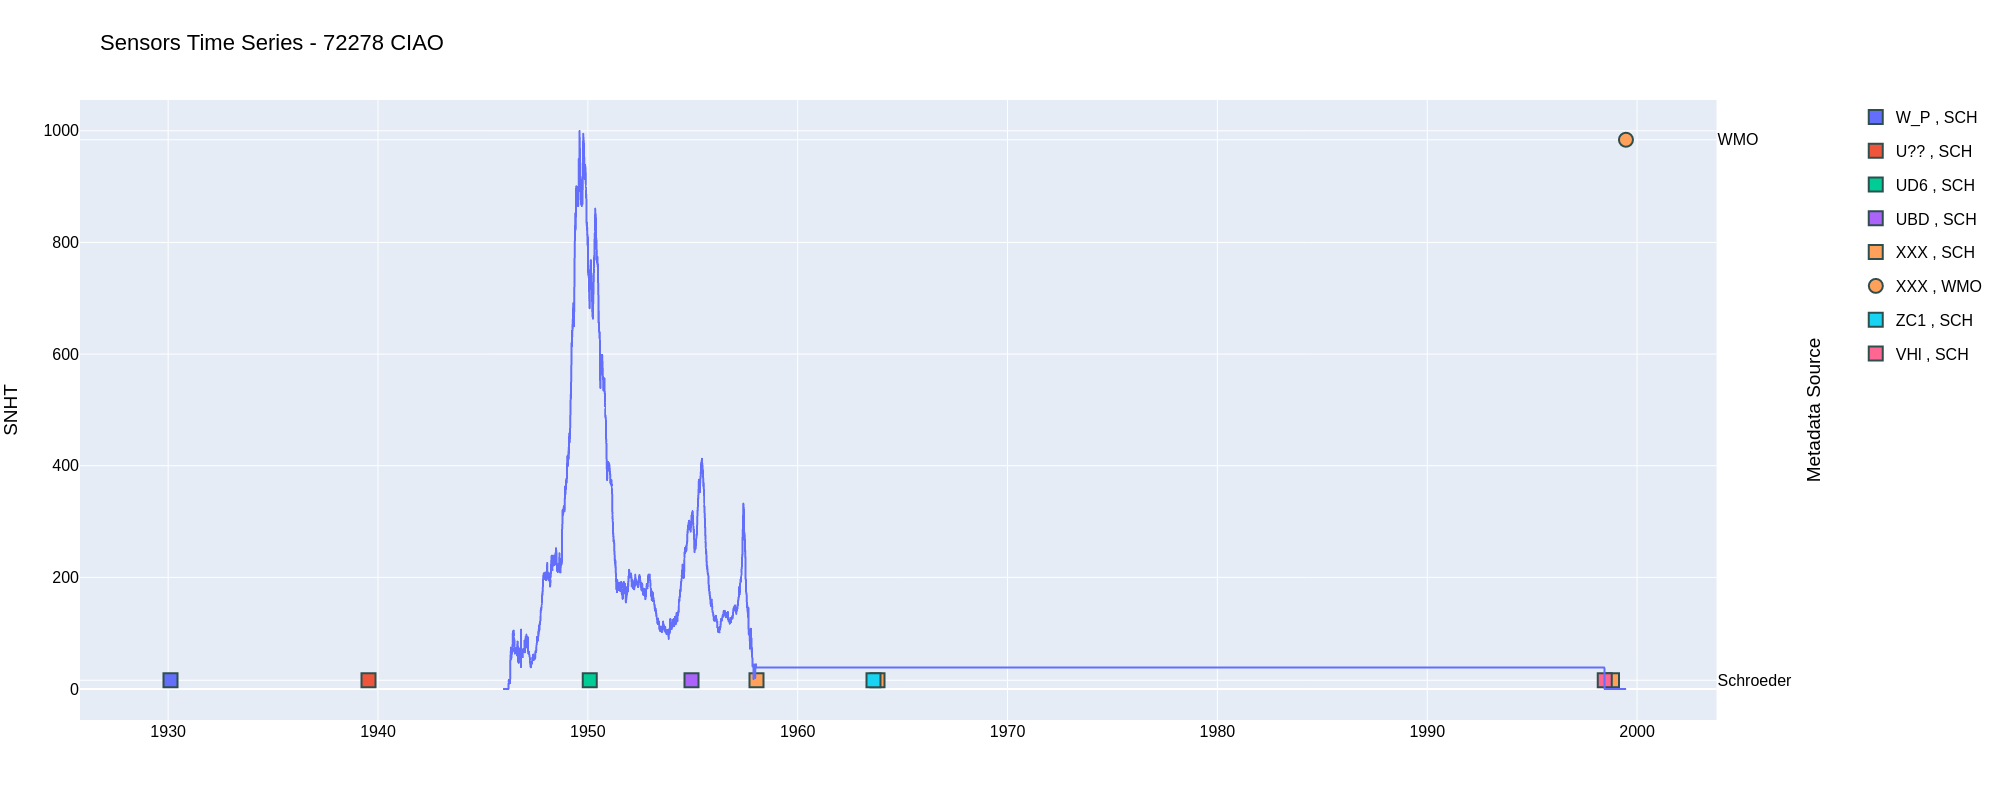 Sensors Time Series - 72278 CIAO
SNHT
1000
800
600
400
200
0
1930
1940
1950
1960
1970
1980
1990
2000
WMO
Schroeder
Metadata Source
W_P , SCH
U?? , SCH
UD6 , SCH
UBD , SCH
XXX , SCH
XXX , WMO
ZC1 , SCH
VHI , SCH